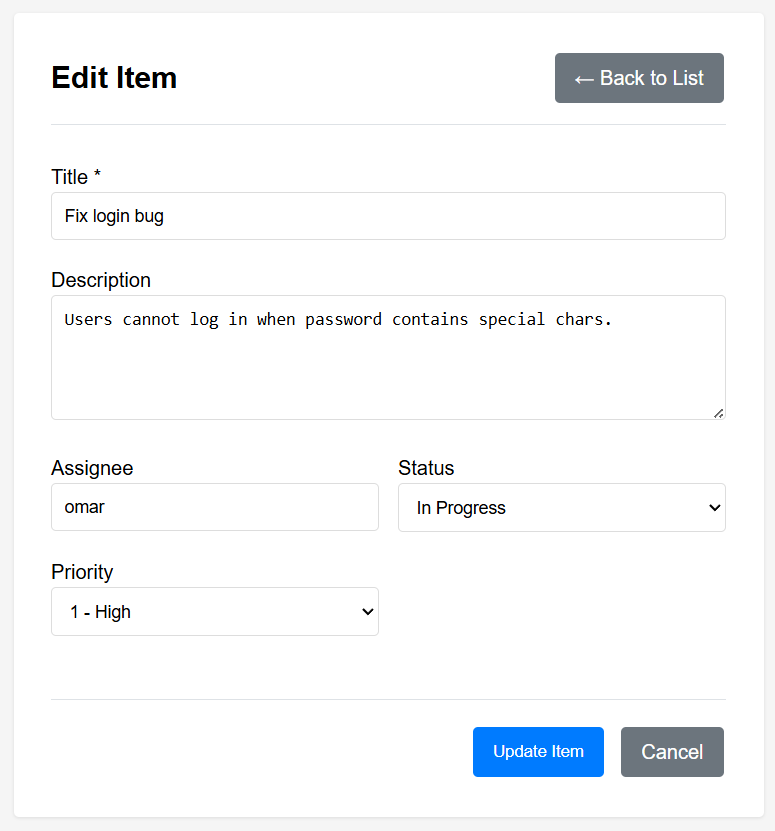 Edit Item
← Back to List
Title *
Fix login bug
Description
Users cannot log in when password contains special chars.
Assignee
Status
omar
In Progress
Priority
1 - High
Update Item
Cancel